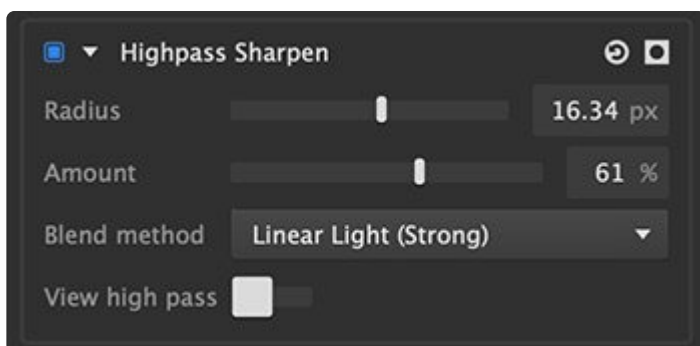 Highpass Sharpen
Radius 16.34 px
Amount 61 %
Blend method Linear Light (Strong)
View high pass